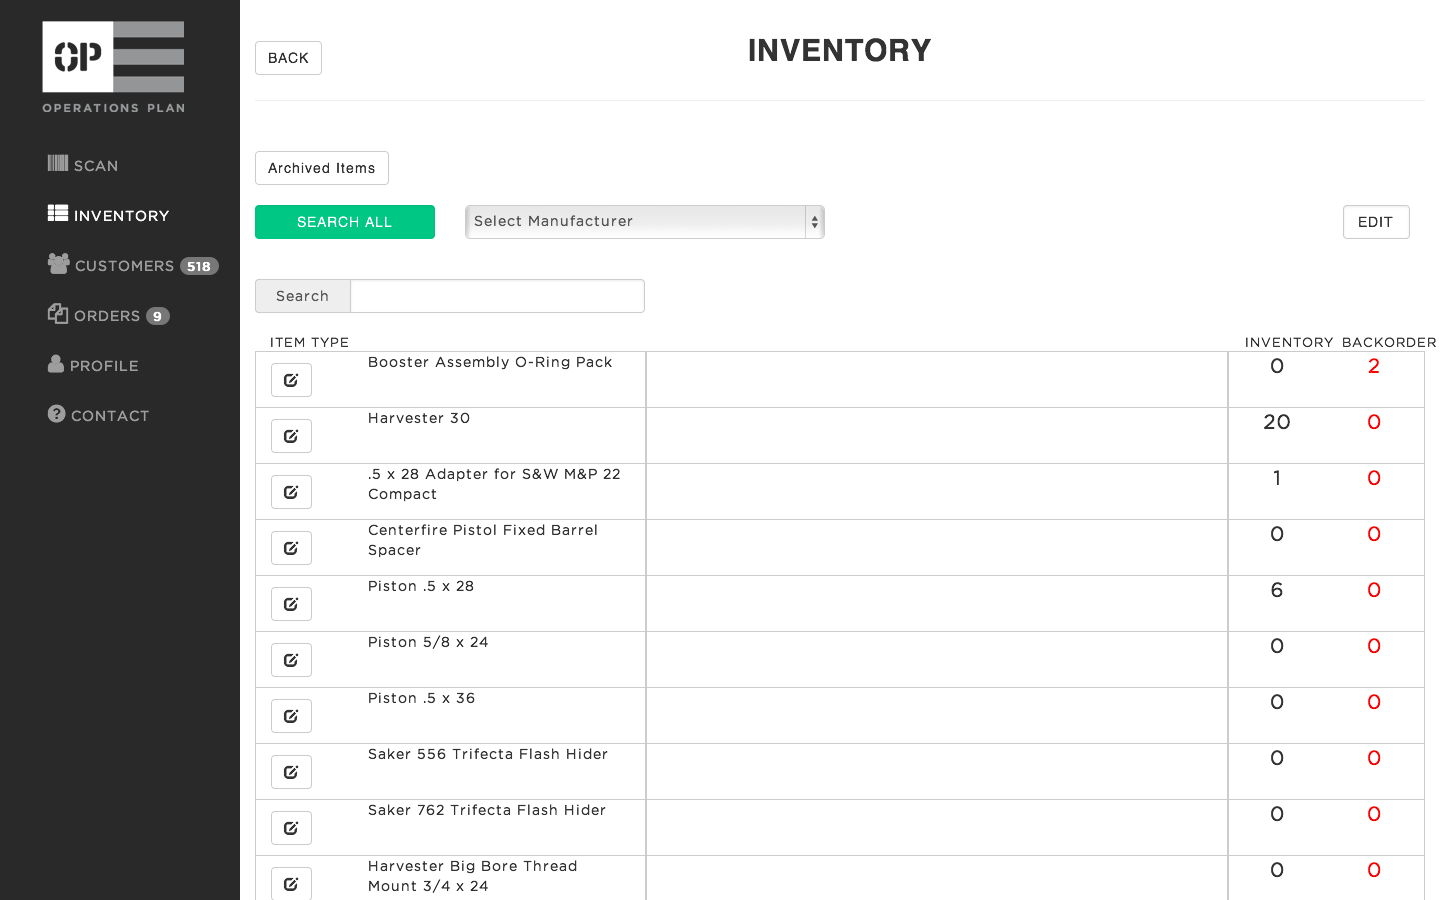 OP
OPERATIONS PLAN
SCAN
INVENTORY
CUSTOMERS 518
ORDERS 9
PROFILE
CONTACT
BACK
INVENTORY
Archived Items
SEARCH ALL
Select Manufacturer
EDIT
Search
ITEM TYPE INVENTORY BACKORDER
Booster Assembly O-Ring Pack 0 2
Harvester 30 20 0
.5 x 28 Adapter for S&W M&P 22 1 0
Compact
Centerfire Pistol Fixed Barrel 0 0
Spacer
Piston .5 x 28 6 0
Piston 5/8 x 24 0 0
Piston .5 x 36 0 0
Saker 556 Trifecta Flash Hider 0 0
Saker 762 Trifecta Flash Hider 0 0
Harvester Big Bore Thread 0 0
Mount 3/4 x 24